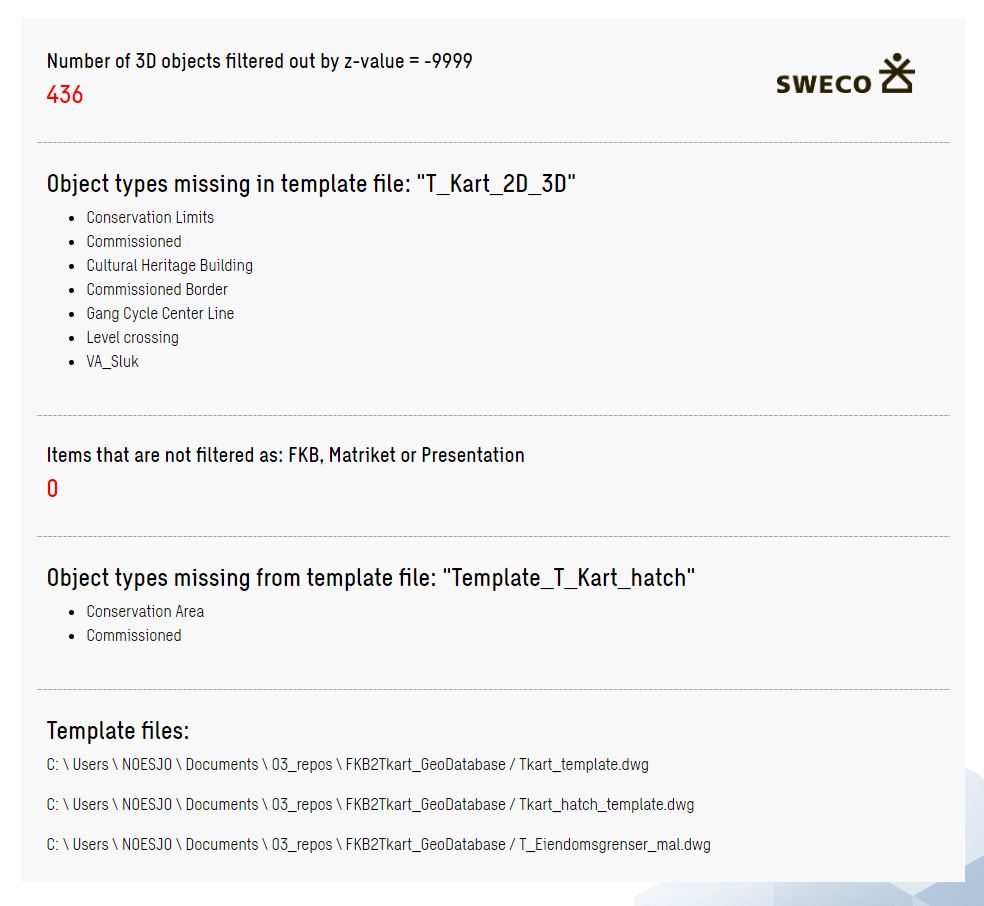 Number of 3D objects filtered out by z-value = -9999
436
SWECO
Object types missing in template file: "T_Kart_2D_3D"
• Conservation Limits
• Commissioned
• Cultural Heritage Building
• Commissioned Border
• Gang Cycle Center Line
• Level crossing
• VA_Sluk
Items that are not filtered as: FKB, Matriket or Presentation
0
Object types missing from template file: "Template_T_Kart_hatch"
• Conservation Area
• Commissioned
Template files:
C: \ Users \ NOESJO \ Documents \ 03_repos \ FKB2Tkart_GeoDatabase / Tkart_template.dwg
C: \ Users \ NOESJO \ Documents \ 03_repos \ FKB2Tkart_GeoDatabase / Tkart_hatch_template.dwg
C: \ Users \ NOESJO \ Documents \ 03_repos \ FKB2Tkart_GeoDatabase / T_Eiendomsgrenser_mal.dwg